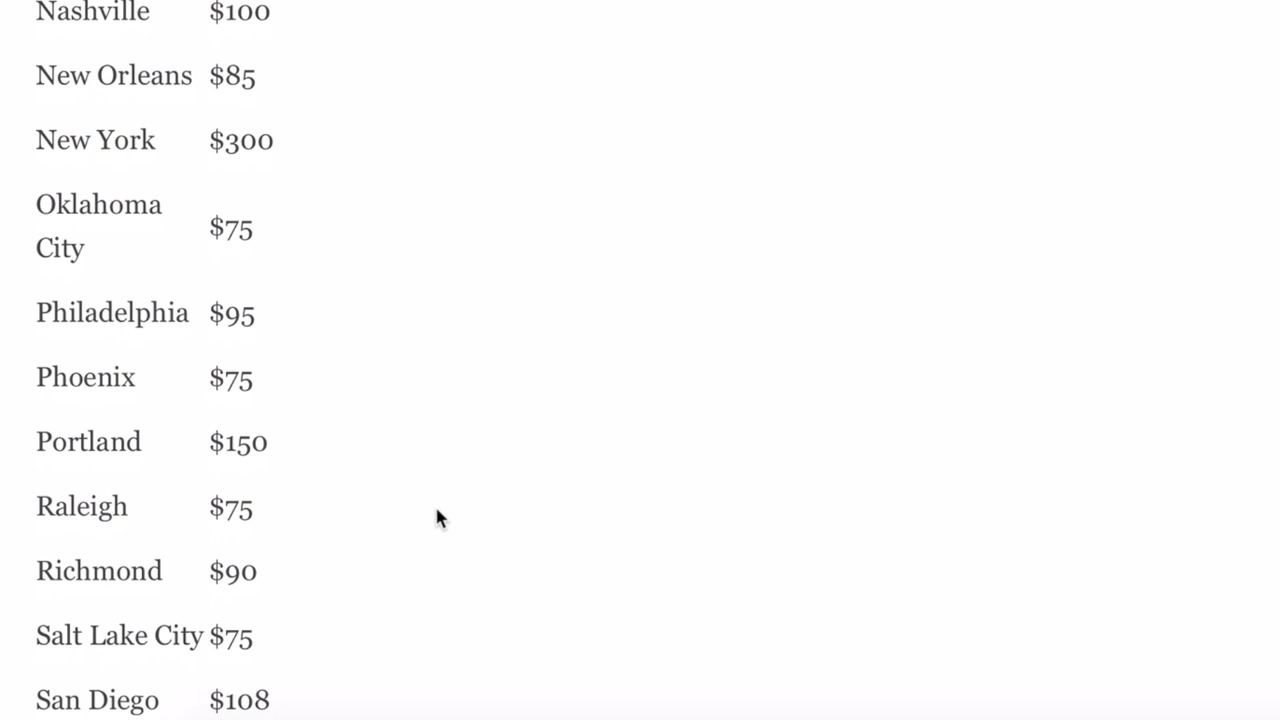 Nashville $100
New Orleans $85
New York $300
Oklahoma
City $75
Philadelphia $95
Phoenix $75
Portland $150
Raleigh $75
Richmond $90
Salt Lake City $75
San Diego $108